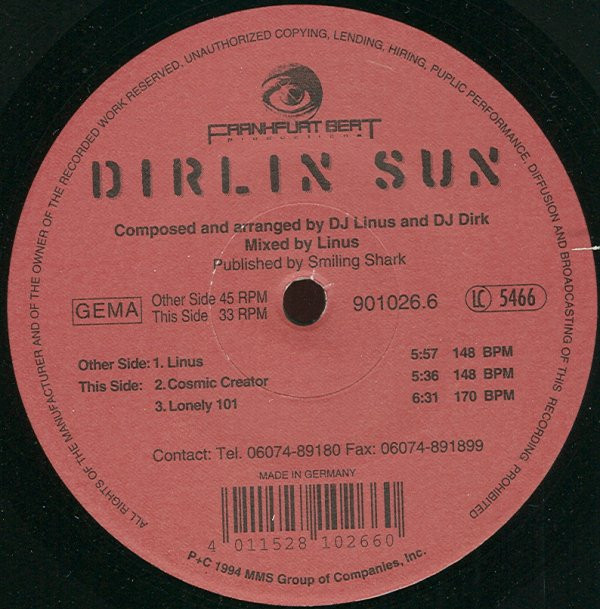 ALL RIGHTS OF THE MANUFACTURER AND OF THE OWNER OF THE RECORDED WORK RESERVED, UNAUTHORIZED COPYING, LENDING, HIRING, PUPLIC PERFORMANCE, DIFFUSION AND BROADCASTING OF THIS RECORDING PROHIBITED
FRANKFURT BEAT
productions
DIRLIN SUN
Composed and arranged by DJ Linus and DJ Dirk
Mixed by Linus
Published by Smiling Shark
GEMA Other Side 45 RPM 901026.6 LC 5466
This Side 33 RPM
Other Side: 1. Linus 5:57 148 BPM
This Side: 2. Cosmic Creator 5:36 148 BPM
3. Lonely 101 6:31 170 BPM
Contact: Tel. 06074-89180 Fax: 06074-891899
MADE IN GERMANY
4 011528 102660
P+C 1994 MMS Group of Companies, Inc.